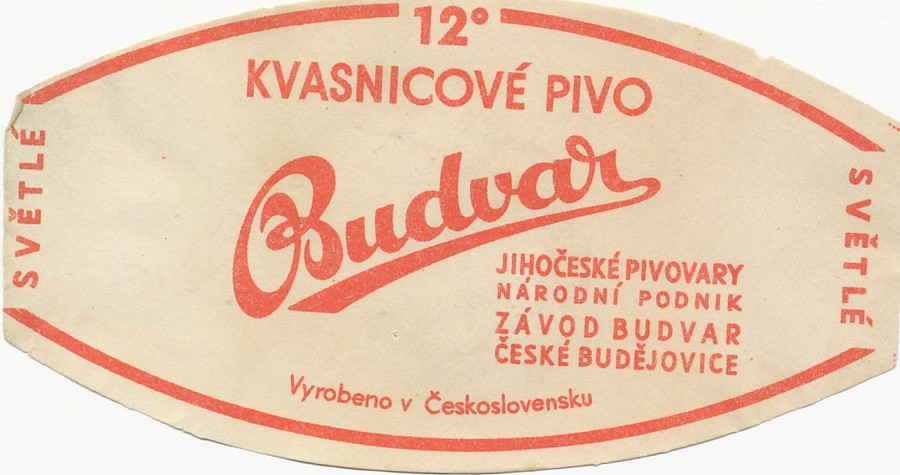 12°
KVASNICOVÉ PIVO
SVĚTLÉ
Budvar
SVĚTLÉ
JIHOČESKÉ PIVOVARY
NÁRODNÍ PODNIK
ZÁVOD BUDVAR
ČESKÉ BUDĚJOVICE
Vyrobeno v Československu